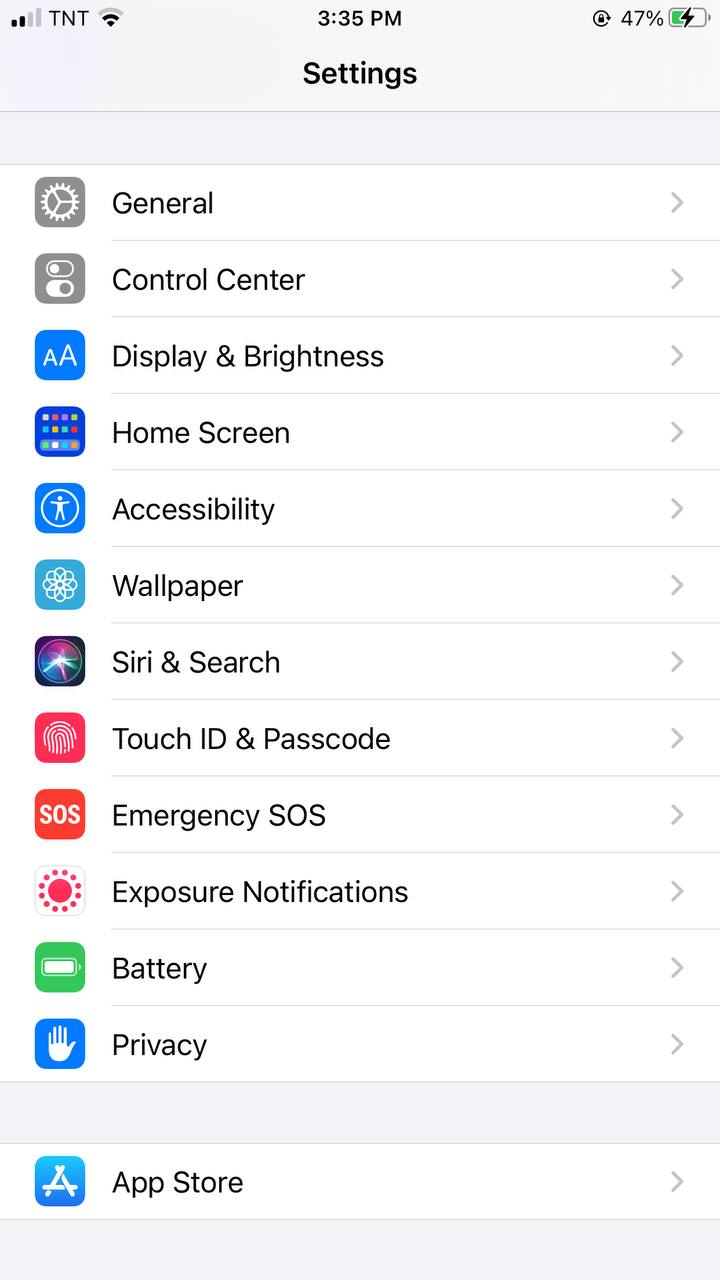 TNT 3:35 PM 47%
Settings
General
Control Center
AA Display & Brightness
Home Screen
Accessibility
Wallpaper
Siri & Search
Touch ID & Passcode
SOS Emergency SOS
Exposure Notifications
Battery
Privacy
App Store